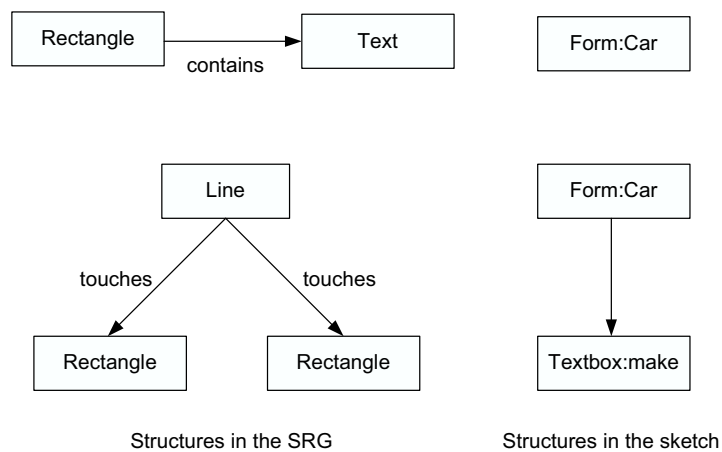 Rectangle
contains
Text
Form:Car
Line
touches
touches
Rectangle
Rectangle
Form:Car
Textbox:make
Structures in the SRG
Structures in the sketch